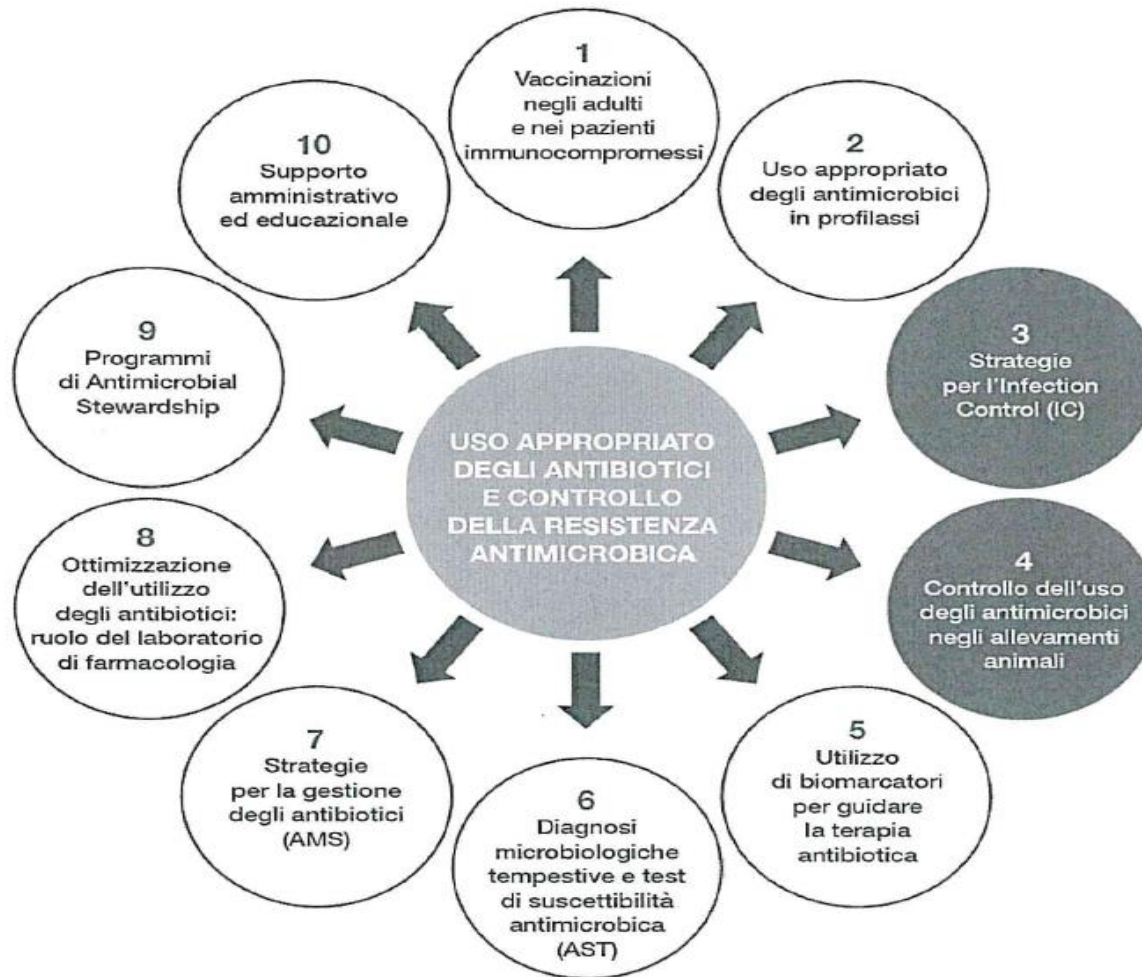 1
Vaccinazioni
negli adulti
e nei pazienti
immunocompromessi
2
Uso appropriato
degli antimicrobici
in profilassi
3
Strategie
per l'Infection
Control (IC)
4
Controllo dell'uso
degli antimicrobici
negli allevamenti
animali
5
Utilizzo
di biomarcatori
per guidare
la terapia
antibiotica
6
Diagnosi
microbiologiche
tempestive e test
di suscettibilità
antimicrobica
(AST)
7
Strategie
per la gestione
degli antibiotici
(AMS)
8
Ottimizzazione
dell'utilizzo
degli antibiotici:
ruolo del laboratorio
di farmacologia
9
Programmi
di Antimicrobial
Stewardship
10
Supporto
amministrativo
ed educazionale
USO APPROPRIATO
DEGLI ANTIBIOTICI
E CONTROLLO
DELLA RESISTENZA
ANTIMICROBICA